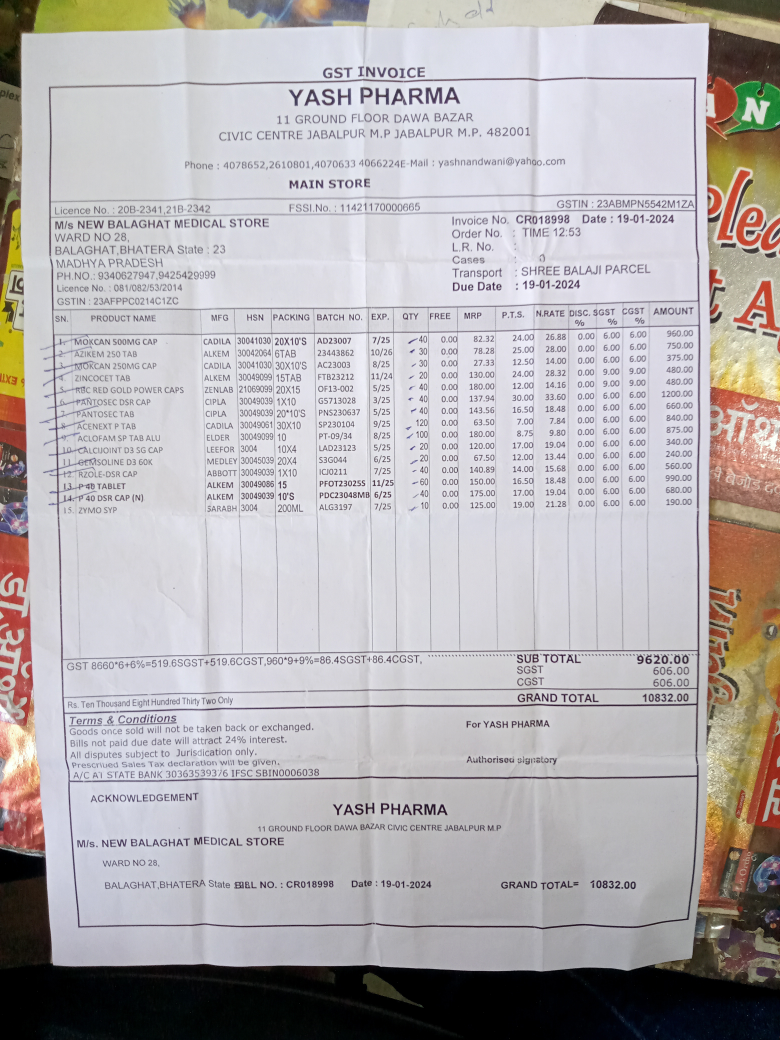 GST INVOICE
YASH PHARMA
11 GROUND FLOOR DAWA BAZAR
CIVIC CENTRE JABALPUR M.P JABALPUR M.P. 482001
Phone : 4078652,2610801,4070633 4066224E-Mail : yashnandwani@yahoo.com
MAIN STORE
Licence No. : 20B-2341,21B-2342 FSSI.No. : 11421170000665 GSTIN : 23ABMPN5542M1ZA
M/s NEW BALAGHAT MEDICAL STORE
WARD NO 28,
BALAGHAT,BHATERA State : 23
MADHYA PRADESH
PH.NO.: 9340627947,9425429999
Licence No. : 081/082/53/2014
GSTIN : 23AFPPC0214C1ZC
Invoice No. CR018998 Date : 19-01-2024
Order No. : TIME 12:53
L.R. No. :
Cases : 0
Transport : SHREE BALAJI PARCEL
Due Date : 19-01-2024
SN. PRODUCT NAME MFG HSN PACKING BATCH NO. EXP. QTY FREE MRP P.T.S. N.RATE DISC. % SGST % CGST % AMOUNT
1. MOXCAN 500MG CAP CADILA 30041030 20X10'S AD23007 7/25 40 0.00 82.32 24.00 26.88 0.00 6.00 6.00 960.00
2. AZIKEM 250 TAB ALKEM 30042064 6TAB 23443862 10/26 30 0.00 78.28 25.00 28.00 0.00 6.00 6.00 750.00
3. MOXCAN 250MG CAP CADILA 30041030 30X10'S AC23003 8/25 30 0.00 27.33 12.50 14.00 0.00 6.00 6.00 375.00
4. ZINCOCET TAB ALKEM 30049099 15TAB FTB23212 11/24 20 0.00 130.00 24.00 28.32 0.00 9.00 9.00 480.00
5. RBC RED GOLD POWER CAPS ZENLAB 21069099 20X15 OF13-002 5/25 40 0.00 180.00 12.00 14.16 0.00 9.00 9.00 480.00
6. PANTOSEC DSR CAP CIPLA 30049039 1X10 G5713028 3/25 40 0.00 137.94 30.00 33.60 0.00 6.00 6.00 1200.00
7. PANTOSEC TAB CIPLA 30049039 20*10'S PNS230637 5/25 40 0.00 143.56 16.50 18.48 0.00 6.00 6.00 660.00
8. ACENEXT P TAB CADILA 30049061 30X10 SP230104 9/25 120 0.00 63.50 7.00 7.84 0.00 6.00 6.00 840.00
9. ACLOFAM SP TAB ALU ELDER 30049099 10 PT-09/34 8/25 100 0.00 180.00 8.75 9.80 0.00 6.00 6.00 875.00
10. CALCUOINT D3 SG CAP LEEFOR 3004 10X4 LAD23123 5/25 20 0.00 120.00 17.00 19.04 0.00 6.00 6.00 340.00
11. GEMSOLINE D3 60K MEDLEY 30045039 20X4 S3G044 6/25 20 0.00 67.50 12.00 13.44 0.00 6.00 6.00 240.00
12. RZOLE-DSR CAP ABBOTT 30049039 1X10 ICJ0211 7/25 40 0.00 140.89 14.00 15.68 0.00 6.00 6.00 560.00
13. P 40 TABLET ALKEM 30049086 15 PFOT2302SS 11/25 60 0.00 150.00 16.50 18.48 0.00 6.00 6.00 990.00
14. P 40 DSR CAP (N) ALKEM 30049039 10'S PDC23048MB 6/25 40 0.00 175.00 17.00 19.04 0.00 6.00 6.00 680.00
15. ZYMO SYP SARABH 3004 200ML ALG3197 7/25 10 0.00 125.00 19.00 21.28 0.00 6.00 6.00 190.00
GST 8660*6+6%=519.6SGST+519.6CGST,960*9+9%=86.4SGST+86.4CGST,
SUB TOTAL 9620.00
SGST 606.00
CGST 606.00
Rs. Ten Thousand Eight Hundred Thirty Two Only GRAND TOTAL 10832.00
Terms & Conditions
Goods once sold will not be taken back or exchanged.
Bills not paid due date will attract 24% interest.
All disputes subject to Jurisdication only.
Prescnued Sales Tax declaration will be given.
A/C AT STATE BANK 30363539376 IFSC SBIN0006038
For YASH PHARMA
Authorised signatory
ACKNOWLEDGEMENT
YASH PHARMA
11 GROUND FLOOR DAWA BAZAR CIVIC CENTRE JABALPUR M.P
M/s. NEW BALAGHAT MEDICAL STORE
WARD NO 28,
BALAGHAT,BHATERA State BIBL NO. : CR018998 Date : 19-01-2024 GRAND TOTAL= 10832.00